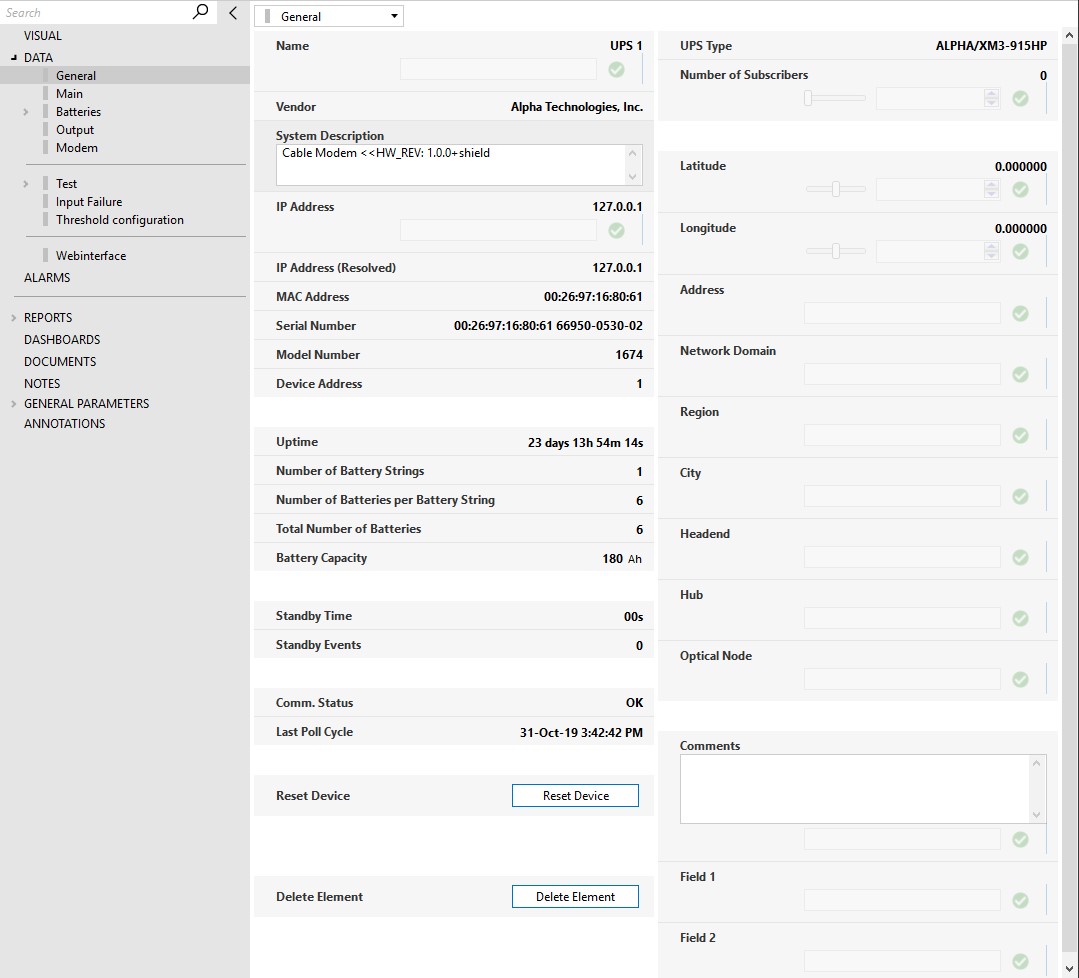 Search
VISUAL
DATA
General
Main
Batteries
Output
Modem
Test
Input Failure
Threshold configuration
Webinterface
ALARMS
REPORTS
DASHBOARDS
DOCUMENTS
NOTES
GENERAL PARAMETERS
ANNOTATIONS
General
Name UPS 1
Vendor Alpha Technologies, Inc.
System Description
Cable Modem <<HW_REV: 1.0.0+shield
IP Address 127.0.0.1
IP Address (Resolved) 127.0.0.1
MAC Address 00:26:97:16:80:61
Serial Number 00:26:97:16:80:61 66950-0530-02
Model Number 1674
Device Address 1
Uptime 23 days 13h 54m 14s
Number of Battery Strings 1
Number of Batteries per Battery String 6
Total Number of Batteries 6
Battery Capacity 180 Ah
Standby Time 00s
Standby Events 0
Comm. Status OK
Last Poll Cycle 31-Oct-19 3:42:42 PM
Reset Device Reset Device
Delete Element Delete Element
UPS Type ALPHA/XM3-915HP
Number of Subscribers 0
Latitude 0.000000
Longitude 0.000000
Address
Network Domain
Region
City
Headend
Hub
Optical Node
Comments
Field 1
Field 2